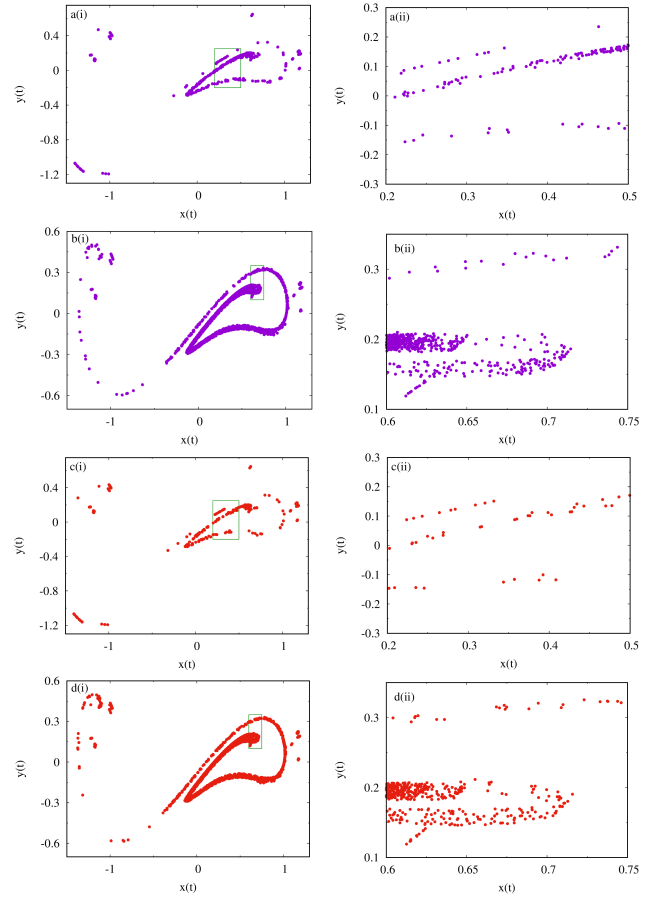 a(i)
y(t)
0.4
0
-0.4
-0.8
-1.2
-1
0
1
x(t)
a(ii)
y(t)
0.3
0.2
0.1
0
-0.1
-0.2
-0.3
0.2
0.3
0.4
0.5
x(t)
b(i)
y(t)
0.6
0.3
0
-0.3
-0.6
-1
0
1
x(t)
b(ii)
y(t)
0.3
0.2
0.1
0.6
0.65
0.7
0.75
x(t)
c(i)
y(t)
0.4
0
-0.4
-0.8
-1.2
-1
0
1
x(t)
c(ii)
y(t)
0.3
0.2
0.1
0
-0.1
-0.2
-0.3
0.2
0.3
0.4
0.5
x(t)
d(i)
y(t)
0.6
0.3
0
-0.3
-0.7
-1
0
1
x(t)
d(ii)
y(t)
0.3
0.2
0.1
0.6
0.65
0.7
0.75
x(t)